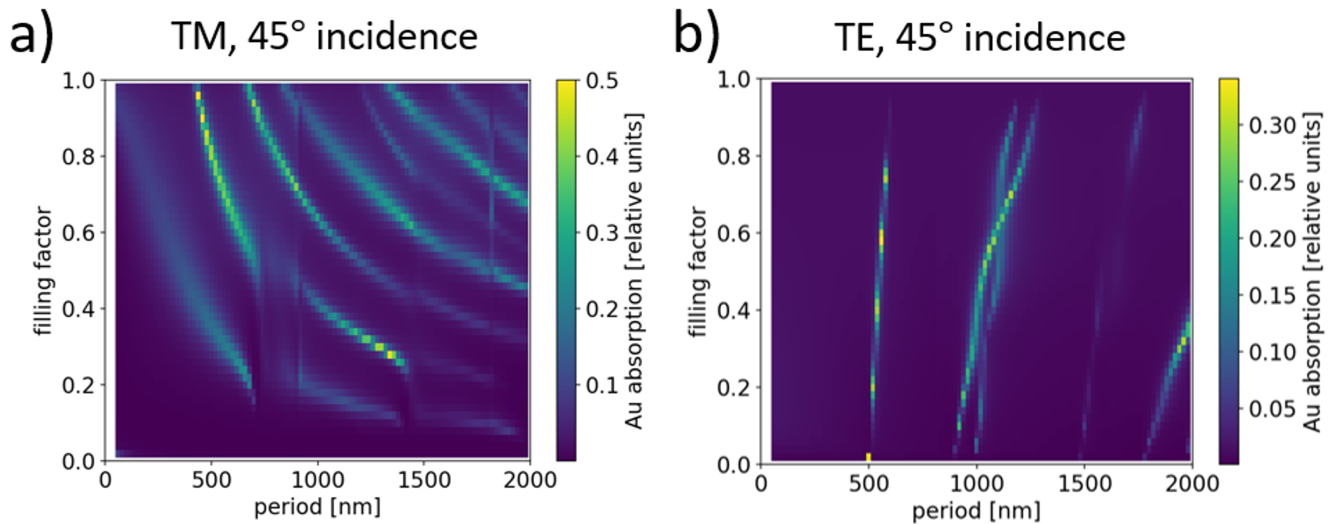 a) TM, 45° incidence
1.0
0.8
0.6
0.4
0.2
0.0
filling factor
0 500 1000 1500 2000
period [nm]
0.5
0.4
0.3
0.2
0.1
Au absorption [relative units]
b) TE, 45° incidence
1.0
0.8
0.6
0.4
0.2
0.0
filling factor
0 500 1000 1500 2000
period [nm]
0.30
0.25
0.20
0.15
0.10
0.05
Au absorption [relative units]